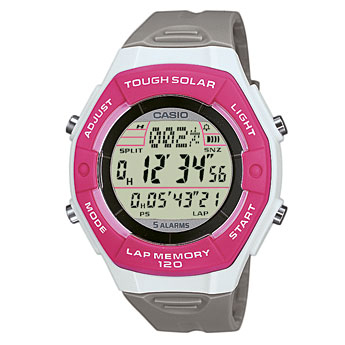 TOUGH SOLAR
ADJUST
LIGHT
CASIO
SPLIT SNZ
0H 12'34"56
0H 05'43"21
PS LAP
MODE
START
5 ALARMS
LAP MEMORY
120